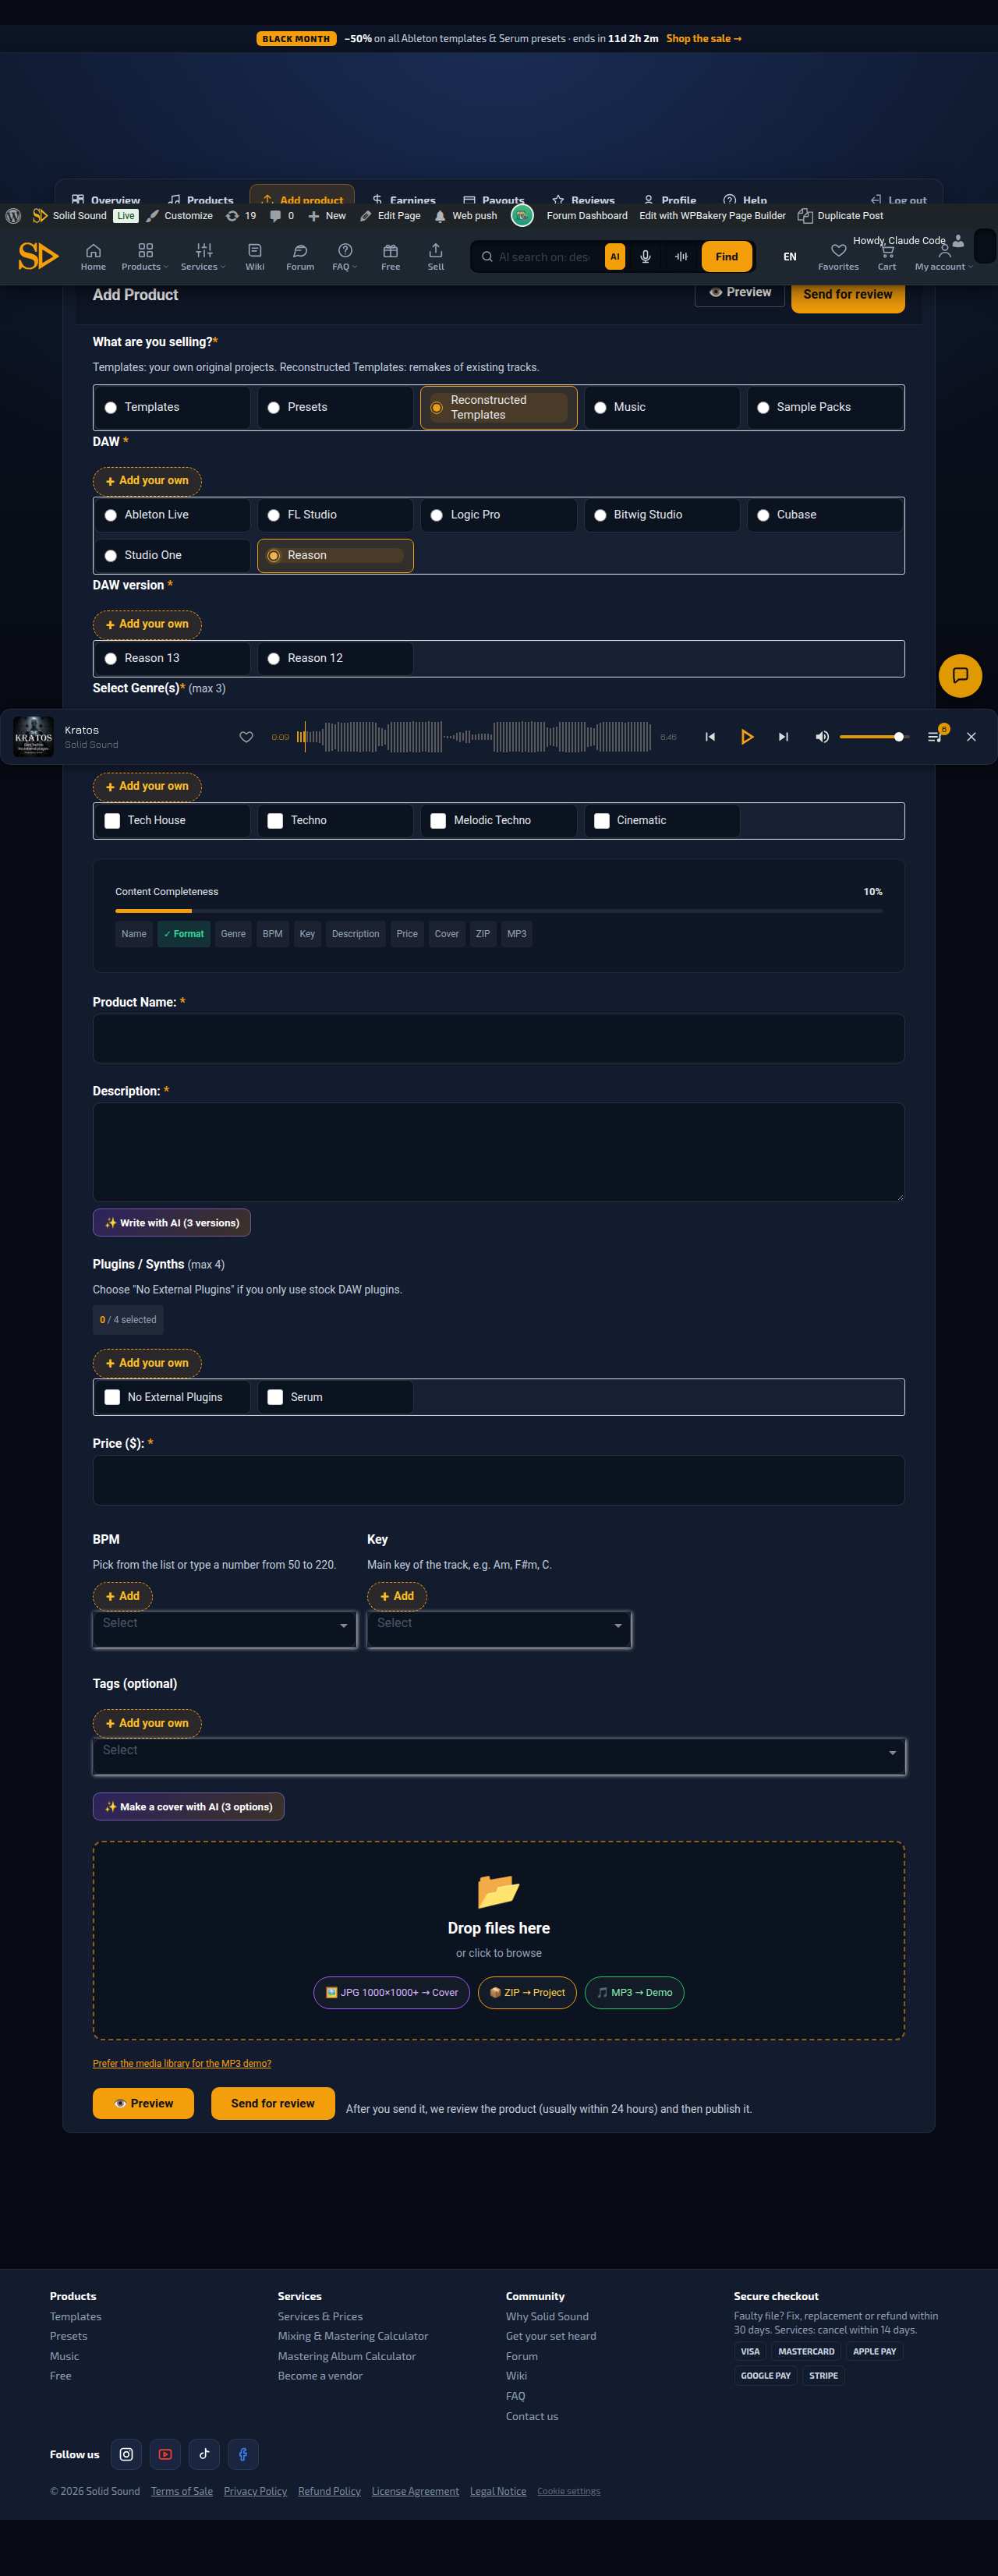 BLACK MONTH −50% on all Ableton templates & Serum presets · ends in 11d 2h 2m Shop the sale →
Overview Products Add product Earnings Payouts Reviews Profile Help Log out
Solid Sound Live Customize 19 0 New Edit Page Web push Forum Dashboard Edit with WPBakery Page Builder Duplicate Post
Howdy, Claude Code
Home Products Services Wiki Forum FAQ Free Sell AI search on: des AI Find EN Favorites Cart My account
Add Product Preview Send for review
What are you selling?*
Templates: your own original projects. Reconstructed Templates: remakes of existing tracks.
Templates Presets Reconstructed Templates Music Sample Packs
DAW *
+ Add your own
Ableton Live FL Studio Logic Pro Bitwig Studio Cubase
Studio One Reason
DAW version *
+ Add your own
Reason 13 Reason 12
Select Genre(s)* (max 3)
KRATOS
Kratos
Solid Sound
0:09 6:46 6
+ Add your own
Tech House Techno Melodic Techno Cinematic
Content Completeness 10%
Name ✓ Format Genre BPM Key Description Price Cover ZIP MP3
Product Name: *
Description: *
✨ Write with AI (3 versions)
Plugins / Synths (max 4)
Choose "No External Plugins" if you only use stock DAW plugins.
0 / 4 selected
+ Add your own
No External Plugins Serum
Price ($): *
BPM Key
Pick from the list or type a number from 50 to 220. Main key of the track, e.g. Am, F#m, C.
+ Add + Add
Select Select
Tags (optional)
+ Add your own
Select
✨ Make a cover with AI (3 options)
Drop files here
or click to browse
JPG 1000×1000+ → Cover ZIP → Project MP3 → Demo
Prefer the media library for the MP3 demo?
Preview Send for review After you send it, we review the product (usually within 24 hours) and then publish it.
Products Services Community Secure checkout
Templates Services & Prices Why Solid Sound Faulty file? Fix, replacement or refund within
Presets Mixing & Mastering Calculator Get your set heard 30 days. Services: cancel within 14 days.
Music Mastering Album Calculator Forum VISA MASTERCARD APPLE PAY
Free Become a vendor Wiki GOOGLE PAY STRIPE
FAQ
Contact us
Follow us
© 2026 Solid Sound Terms of Sale Privacy Policy Refund Policy License Agreement Legal Notice Cookie settings